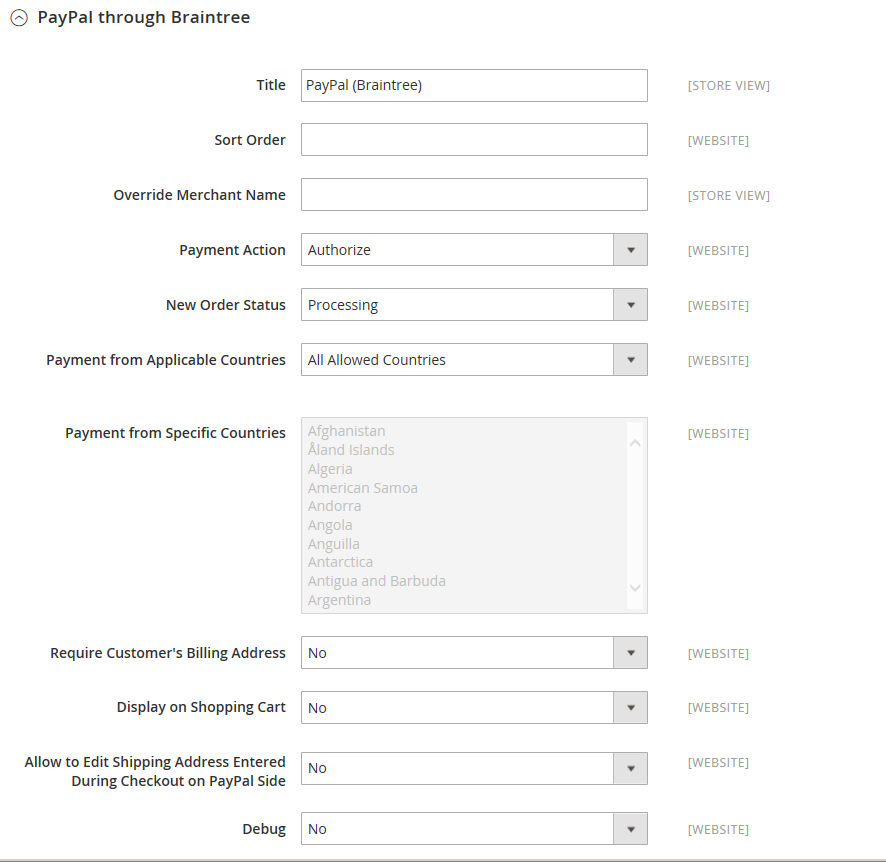 PayPal through Braintree
Title PayPal (Braintree) [STORE VIEW]
Sort Order [WEBSITE]
Override Merchant Name [STORE VIEW]
Payment Action Authorize [WEBSITE]
New Order Status Processing [WEBSITE]
Payment from Applicable Countries All Allowed Countries [WEBSITE]
Payment from Specific Countries Afghanistan [WEBSITE]
Åland Islands
Algeria
American Samoa
Andorra
Angola
Anguilla
Antarctica
Antigua and Barbuda
Argentina
Require Customer's Billing Address No [WEBSITE]
Display on Shopping Cart No [WEBSITE]
Allow to Edit Shipping Address Entered [WEBSITE]
During Checkout on PayPal Side No
Debug No [WEBSITE]